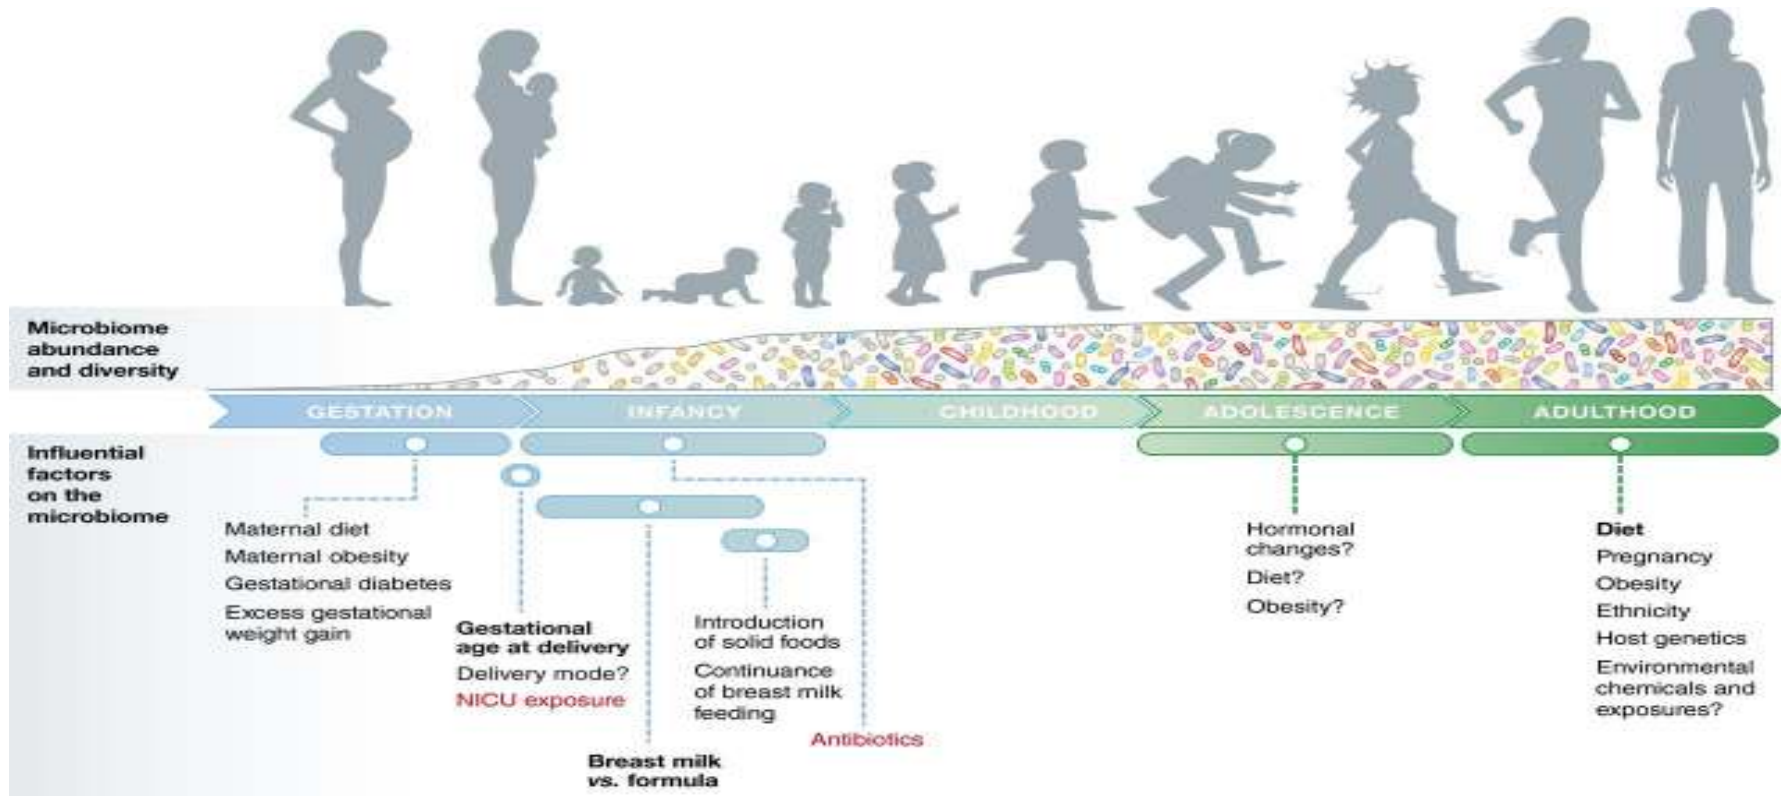 Microbiome
abundance
and diversity
GESTATION
INFANCY
CHILDHOOD
ADOLESCENCE
ADULTHOOD
Influential
factors
on the
microbiome
Maternal diet
Maternal obesity
Gestational diabetes
Excess gestational
weight gain
Gestational
age at delivery
Delivery mode?
NICU exposure
Breast milk
vs. formula
Introduction
of solid foods
Continuance
of breast milk
feeding
Antibiotics
Hormonal
changes?
Diet?
Obesity?
Diet
Pregnancy
Obesity
Ethnicity
Host genetics
Environmental
chemicals and
exposures?